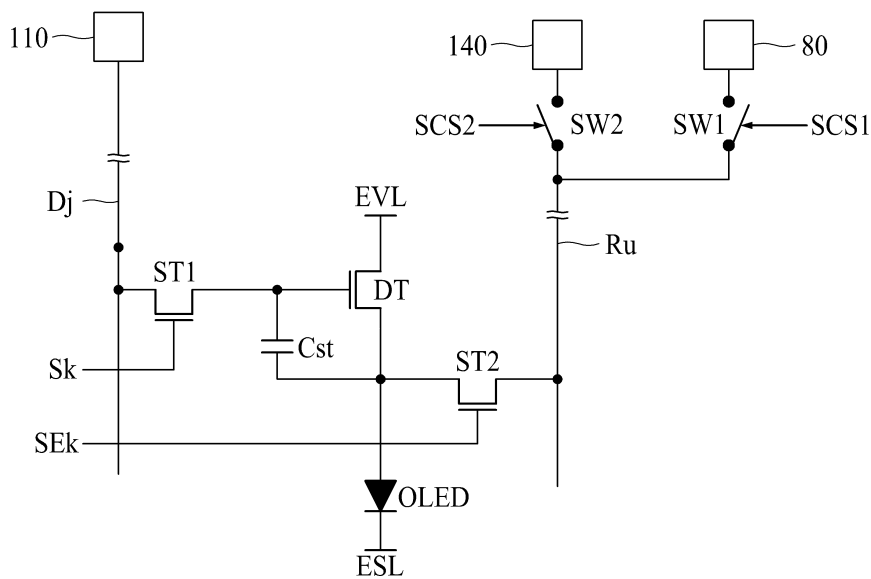 110
140
80
SCS2
SW2
SW1
SCS1
Dj
EVL
Ru
ST1
DT
Cst
ST2
Sk
SEk
OLED
ESL